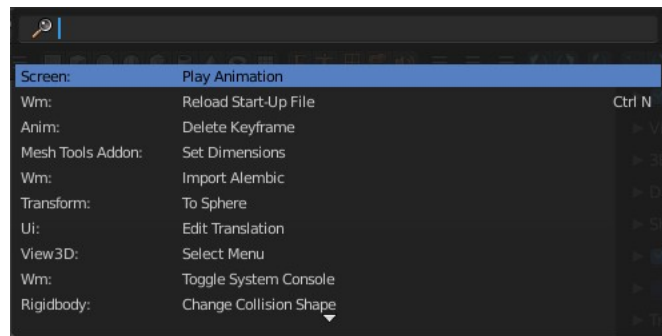 Screen: Play Animation
Wm: Reload Start-Up File Ctrl N
Anim: Delete Keyframe
Mesh Tools Addon: Set Dimensions
Wm: Import Alembic
Transform: To Sphere
Ui: Edit Translation
View3D: Select Menu
Wm: Toggle System Console
Rigidbody: Change Collision Shape